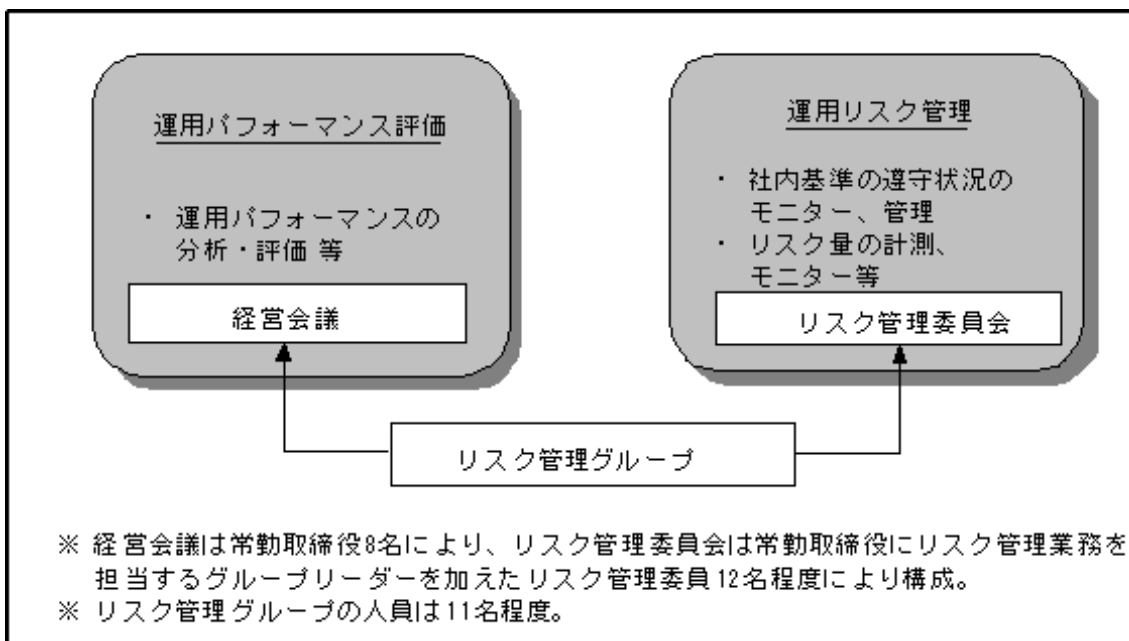 運用パフォーマンス評価
・ 運用パフォーマンスの
分析・評価 等
経営会議
運用リスク管理
・ 社内基準の遵守状況の
モニター、管理
・ リスク量の計測、
モニター等
リスク管理委員会
リスク管理グループ
※ 経営会議は常勤取締役8名により、リスク管理委員会は常勤取締役にリスク管理業務を
担当するグループリーダーを加えたリスク管理委員12名程度により構成。
※ リスク管理グループの人員は11名程度。